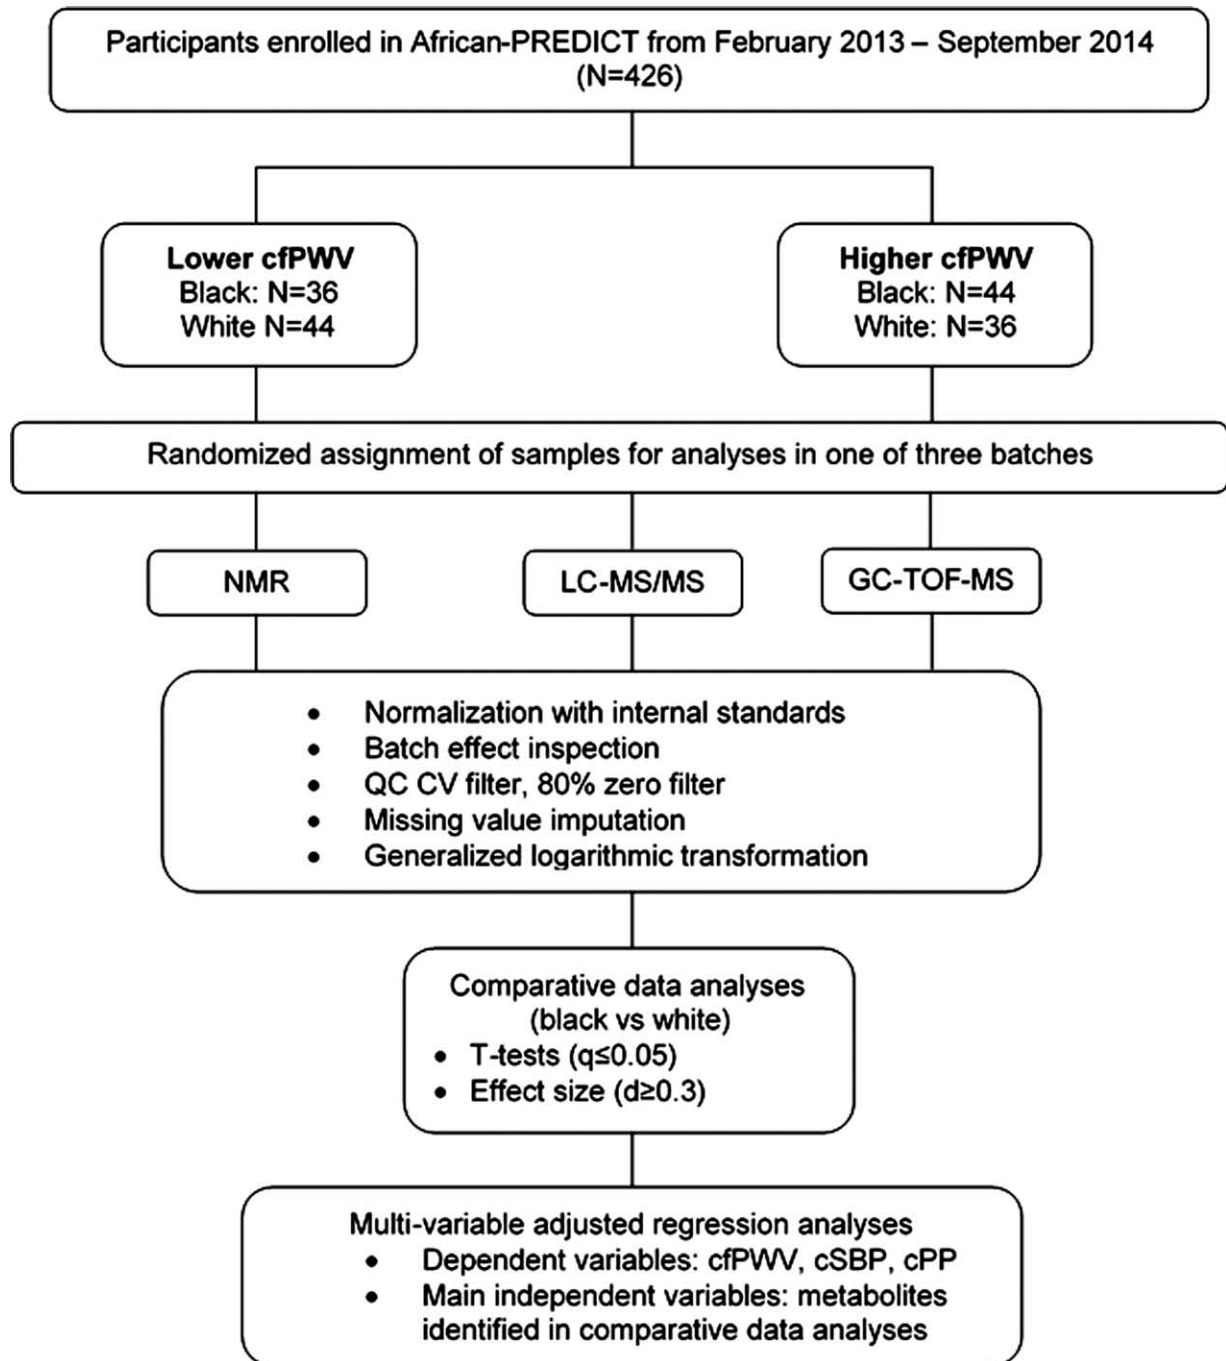 Participants enrolled in African-PREDICT from February 2013 – September 2014
(N=426)
Lower cfPWV
Black: N=36
White N=44
Higher cfPWV
Black: N=44
White: N=36
Randomized assignment of samples for analyses in one of three batches
NMR
LC-MS/MS
GC-TOF-MS
• Normalization with internal standards
• Batch effect inspection
• QC CV filter, 80% zero filter
• Missing value imputation
• Generalized logarithmic transformation
Comparative data analyses
(black vs white)
• T-tests (q≤0.05)
• Effect size (d≥0.3)
Multi-variable adjusted regression analyses
• Dependent variables: cfPWV, cSBP, cPP
• Main independent variables: metabolites
identified in comparative data analyses